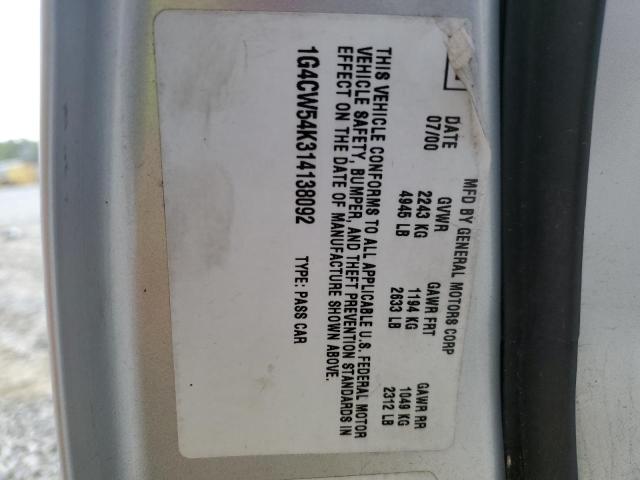 MFD BY GENERAL MOTORS CORP
DATE GVWR GAWR FRT GAWR RR
07/00 2243 KG 1194 KG 1049 KG
4945 LB 2633 LB 2312 LB
THIS VEHICLE CONFORMS TO ALL APPLICABLE U.S. FEDERAL MOTOR
VEHICLE SAFETY, BUMPER, AND THEFT PREVENTION STANDARDS IN
EFFECT ON THE DATE OF MANUFACTURE SHOWN ABOVE.
1G4CW54K314138092 TYPE: PASS CAR